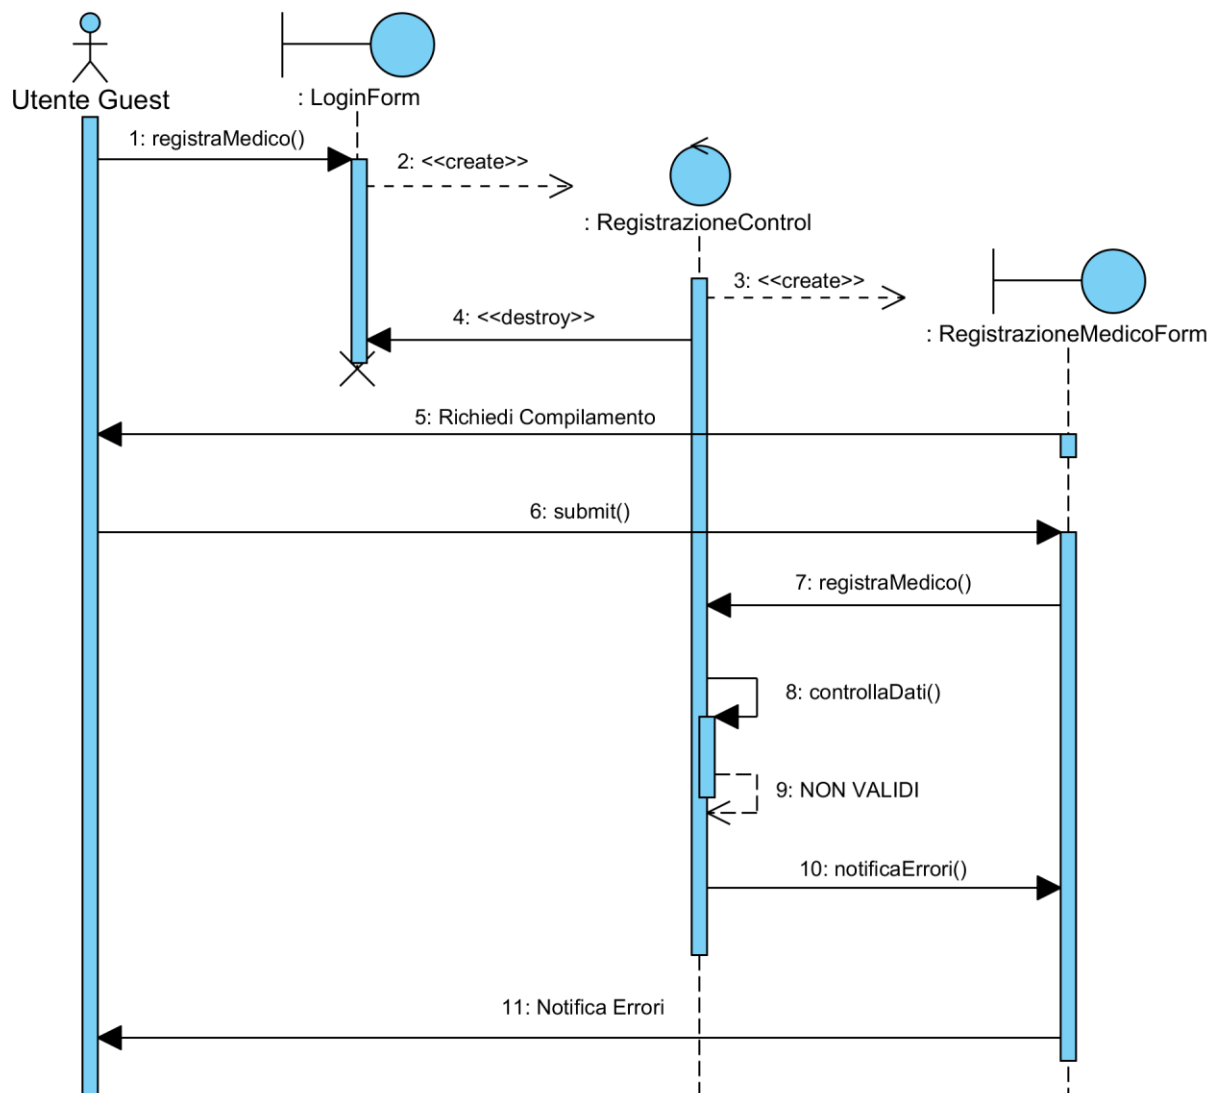 Utente Guest
: LoginForm
1: registraMedico()
2: <<create>>
: RegistrazioneControl
3: <<create>>
4: <<destroy>>
: RegistrazioneMedicoForm
5: Richiedi Compilamento
6: submit()
7: registraMedico()
8: controllaDati()
9: NON VALIDI
10: notificaErrori()
11: Notifica Errori